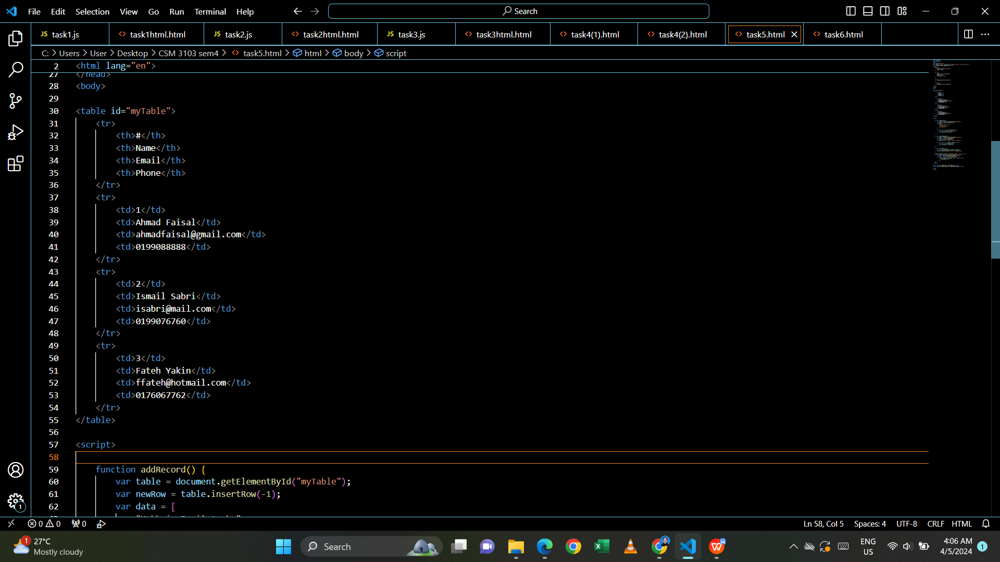 File Edit Selection View Go Run Terminal Help
Search
JS task1.js
task1html.html
JS task2.js
task2html.html
JS task3.js
task3html.html
task4(1).html
task4(2).html
task5.html
task6.html
C: > Users > User > Desktop > CSM 3103 sem4 > task5.html > html > body > script
2 <html lang="en">
27 </head>
28 <body>
29
30 <table id="myTable">
31 <tr>
32 <th>#</th>
33 <th>Name</th>
34 <th>Email</th>
35 <th>Phone</th>
36 </tr>
37 <tr>
38 <td>1</td>
39 <td>Ahmad Faisal</td>
40 <td>ahmadfaisal@gmail.com</td>
41 <td>0199088888</td>
42 </tr>
43 <tr>
44 <td>2</td>
45 <td>Ismail Sabri</td>
46 <td>isabri@mail.com</td>
47 <td>0199076760</td>
48 </tr>
49 <tr>
50 <td>3</td>
51 <td>Fateh Yakin</td>
52 <td>ffateh@hotmail.com</td>
53 <td>0176067762</td>
54 </tr>
55 </table>
56
57 <script>
58
59 function addRecord() {
60 var table = document.getElementById("myTable");
61 var newRow = table.insertRow(-1);
62 var data = [
1
0 0 0
Ln 58, Col 5 Spaces: 4 UTF-8 CRLF HTML
1
27°C
Mostly cloudy
Search
ENG
US
4:06 AM
4/5/2024
1